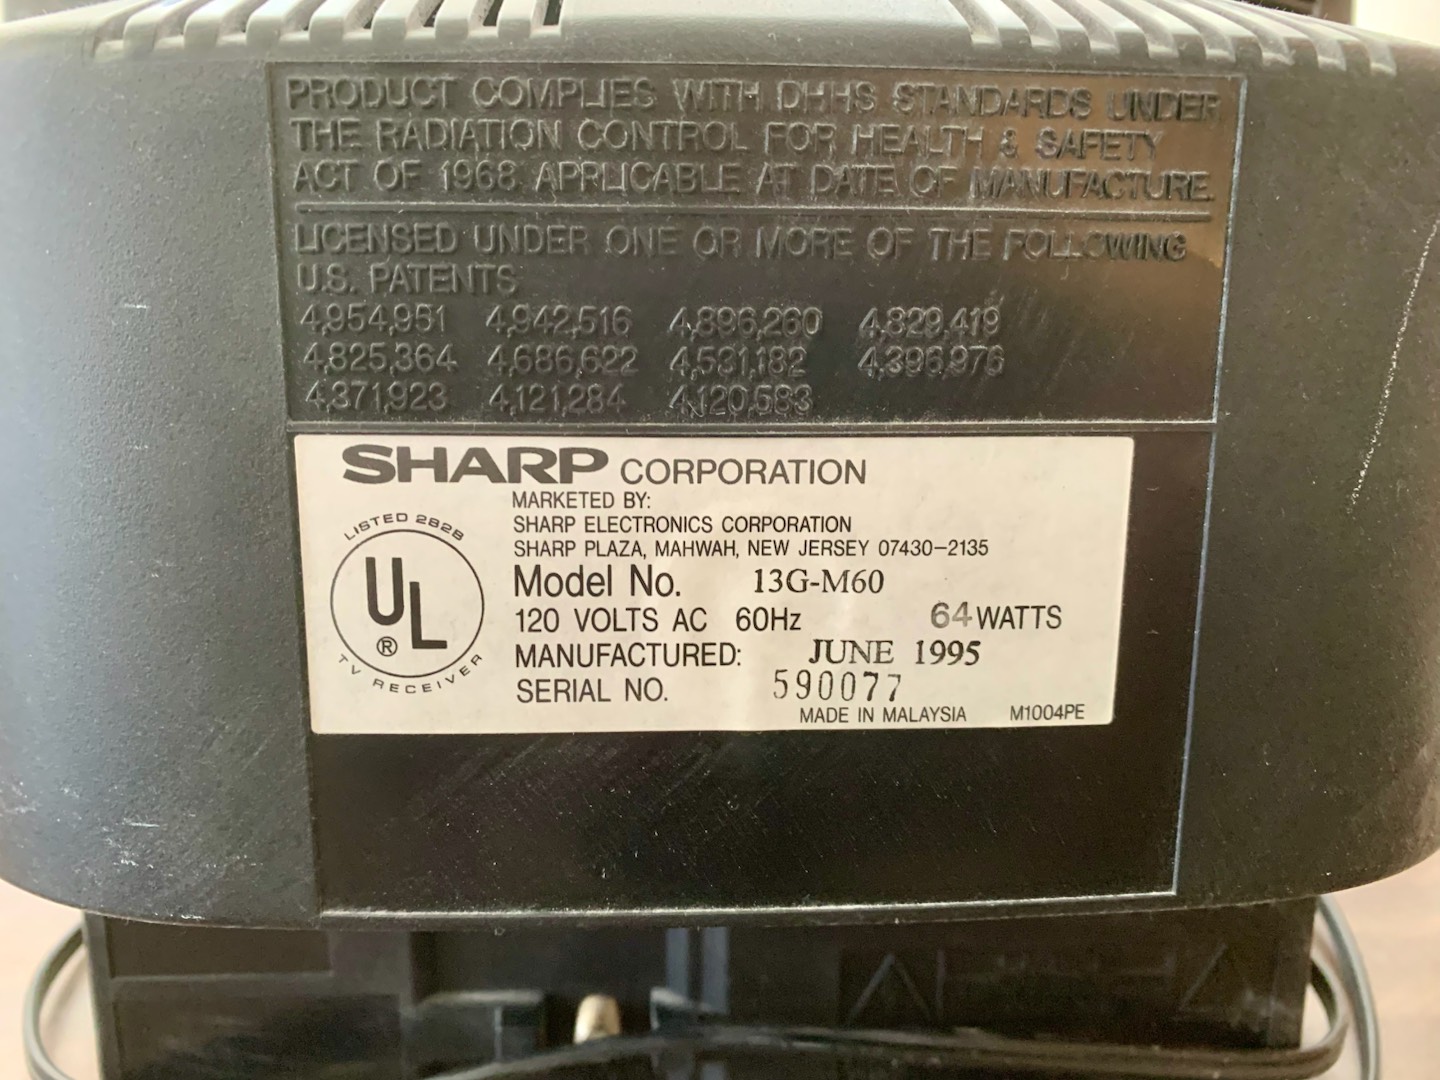 PRODUCT COMPLIES WITH DHHS STANDARDS UNDER
THE RADIATION CONTROL FOR HEALTH & SAFETY
ACT OF 1968 APPLICABLE AT DATE OF MANUFACTURE.
LICENSED UNDER ONE OR MORE OF THE FOLLOWING
U.S. PATENTS
4,954,951 4,942,516 4,896,260 4,829,419
4,825,364 4,686,622 4,581,182 4,396,976
4,371,923 4,121,284 4,120,583
SHARP CORPORATION
MARKETED BY:
SHARP ELECTRONICS CORPORATION
SHARP PLAZA, MAHWAH, NEW JERSEY 07430-2135
LISTED 282B
UL ®
TV RECEIVER
Model No. 13G-M60
120 VOLTS AC 60Hz 64 WATTS
MANUFACTURED: JUNE 1995
SERIAL NO. 590077
MADE IN MALAYSIA M1004PE